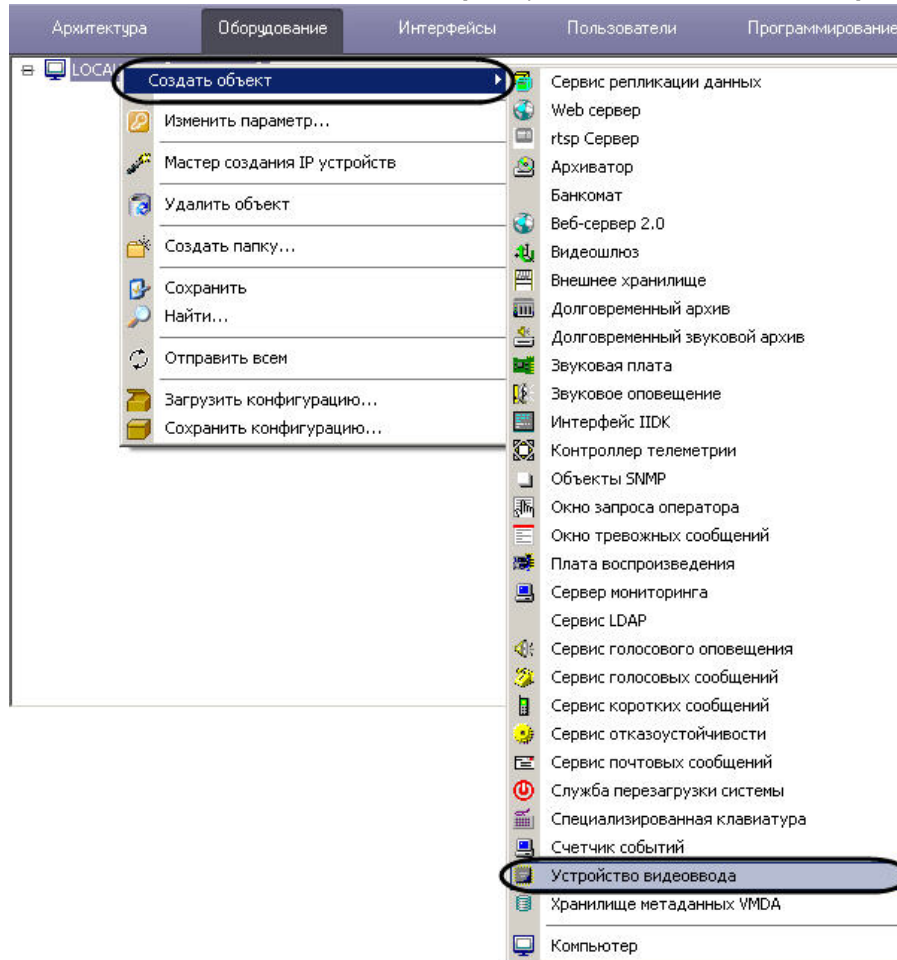 Архитектура Оборудование Интерфейсы Пользователи Программирование
LOCAL
Создать объект
Изменить параметр...
Мастер создания IP устройств
Удалить объект
Создать папку...
Сохранить
Найти...
Отправить всем
Загрузить конфигурацию...
Сохранить конфигурацию...
Сервис репликации данных
Web сервер
rtsp Сервер
Архиватор
Банкомат
Веб-сервер 2.0
Видеошлюз
Внешнее хранилище
Долговременный архив
Долговременный звуковой архив
Звуковая плата
Звуковое оповещение
Интерфейс IIDK
Контроллер телеметрии
Объекты SNMP
Окно запроса оператора
Окно тревожных сообщений
Плата воспроизведения
Сервер мониторинга
Сервис LDAP
Сервис голосового оповещения
Сервис голосовых сообщений
Сервис коротких сообщений
Сервис отказоустойчивости
Сервис почтовых сообщений
Служба перезагрузки системы
Специализированная клавиатура
Счетчик событий
Устройство видеоввода
Хранилище метаданных VMDA
Компьютер